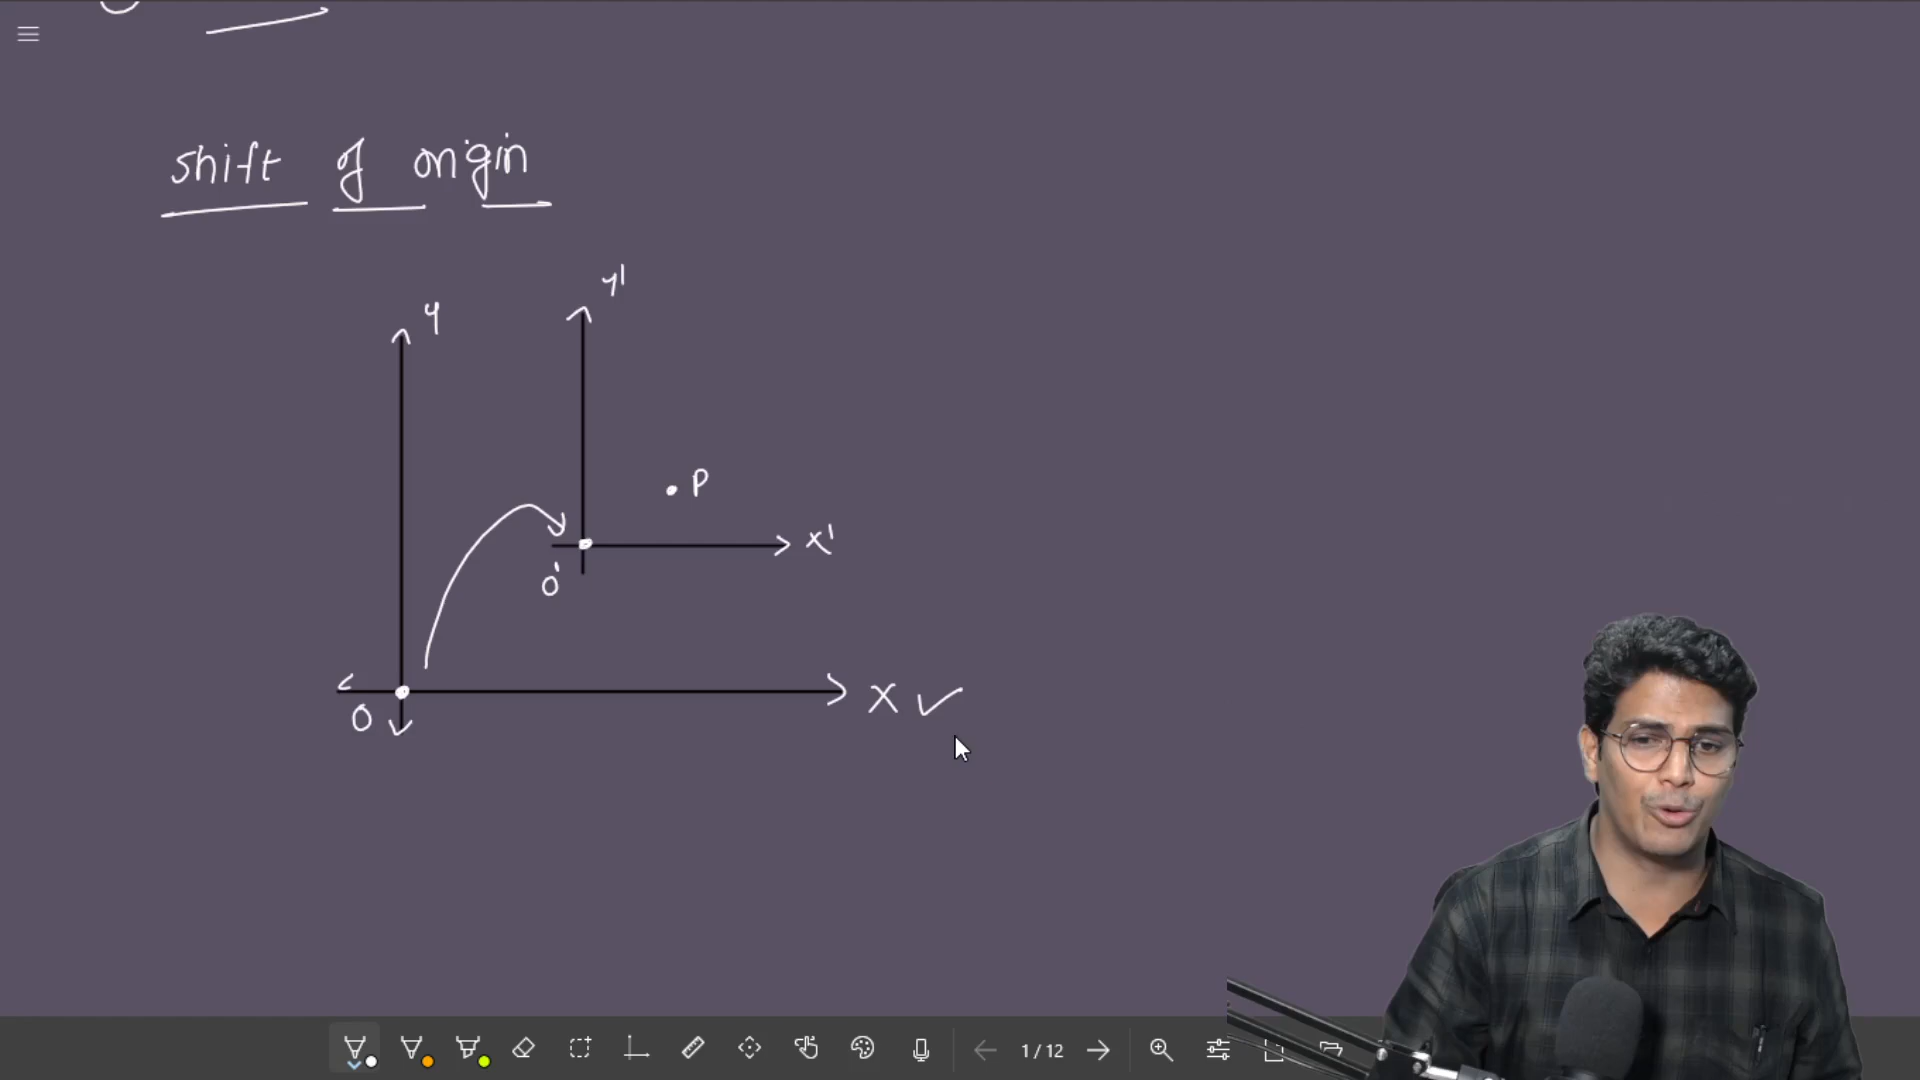 shift of origin
y'
y
P
x'
O'
X ✓
O
1/12